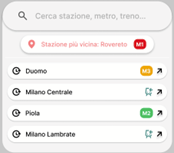 Cerca stazione, metro, treno...
Stazione più vicina: Rovereto M1
Duomo M3
Milano Centrale
Piola M2
Milano Lambrate